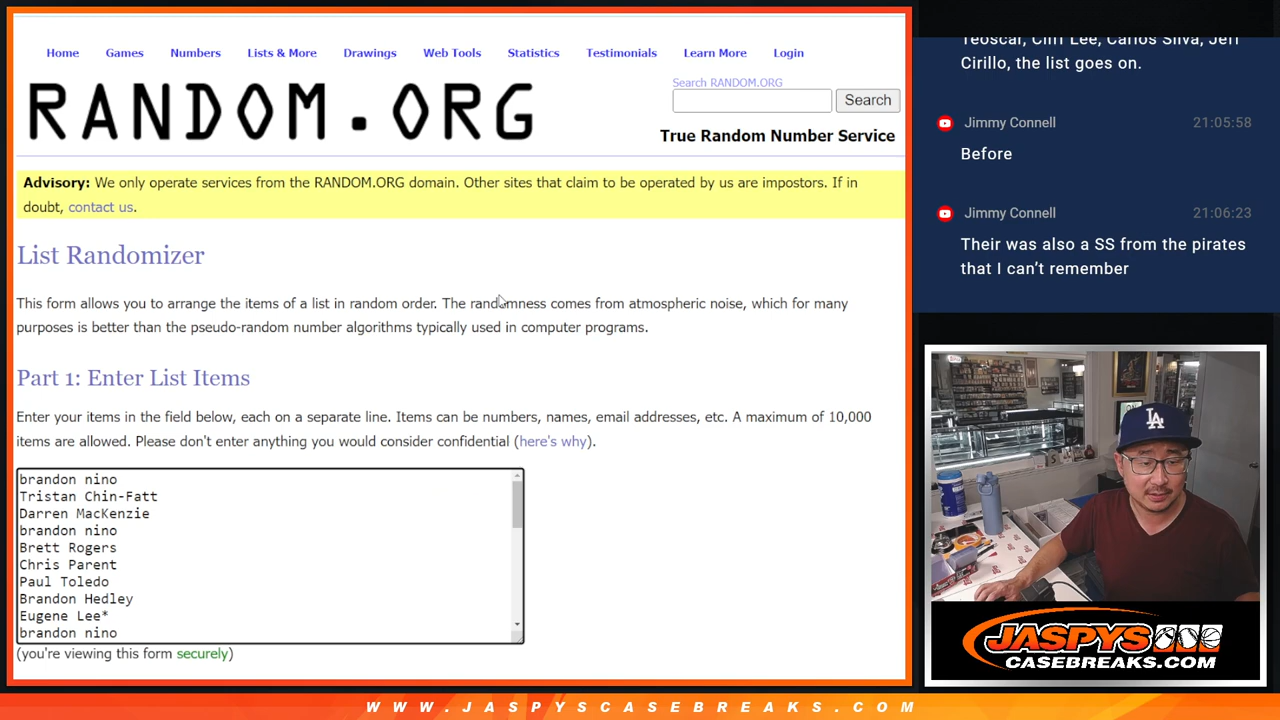 Home Games Numbers Lists & More Drawings Web Tools Statistics Testimonials Learn More Login
RANDOM.ORG
Search RANDOM.ORG
Search
True Random Number Service
Advisory: We only operate services from the RANDOM.ORG domain. Other sites that claim to be operated by us are impostors. If in
doubt, contact us.
List Randomizer
This form allows you to arrange the items of a list in random order. The randomness comes from atmospheric noise, which for many
purposes is better than the pseudo-random number algorithms typically used in computer programs.
Part 1: Enter List Items
Enter your items in the field below, each on a separate line. Items can be numbers, names, email addresses, etc. A maximum of 10,000
items are allowed. Please don't enter anything you would consider confidential (here's why).
brandon nino
Tristan Chin-Fatt
Darren MacKenzie
brandon nino
Brett Rogers
Chris Parent
Paul Toledo
Brandon Hedley
Eugene Lee*
brandon nino
(you're viewing this form securely)
Teoscar, Cliff Lee, Carlos Silva, Jeff
Cirillo, the list goes on.
Jimmy Connell 21:05:58
Before
Jimmy Connell 21:06:23
Their was also a SS from the pirates
that I can't remember
LA
JASPYS
CASEBREAKS.COM
WWW.JASPYSCASEBREAKS.COM